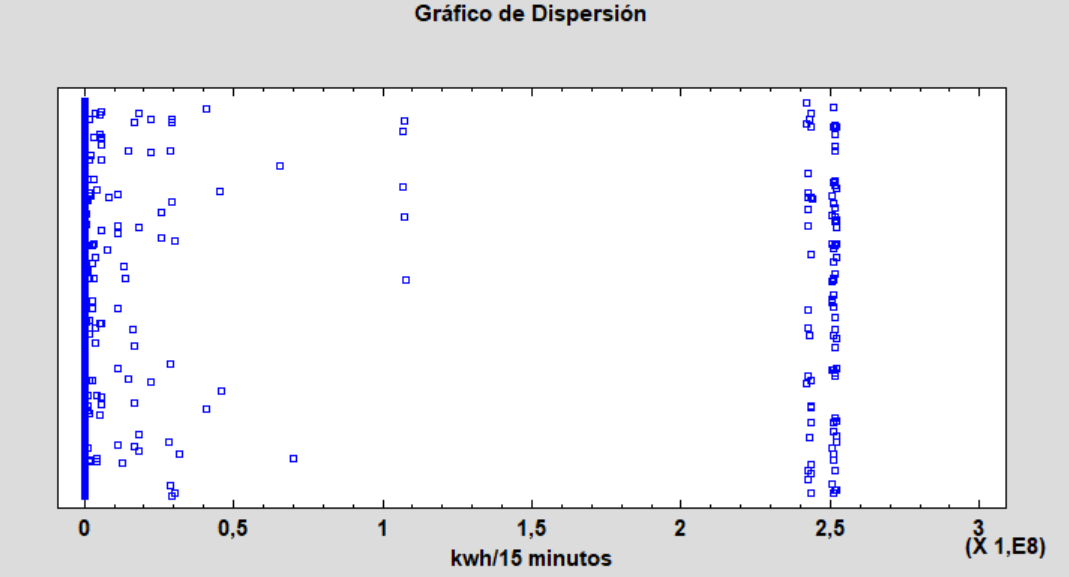 Gráfico de Dispersión
0 0,5 1 1,5 2 2,5 3
(X 1,E8)
kwh/15 minutos